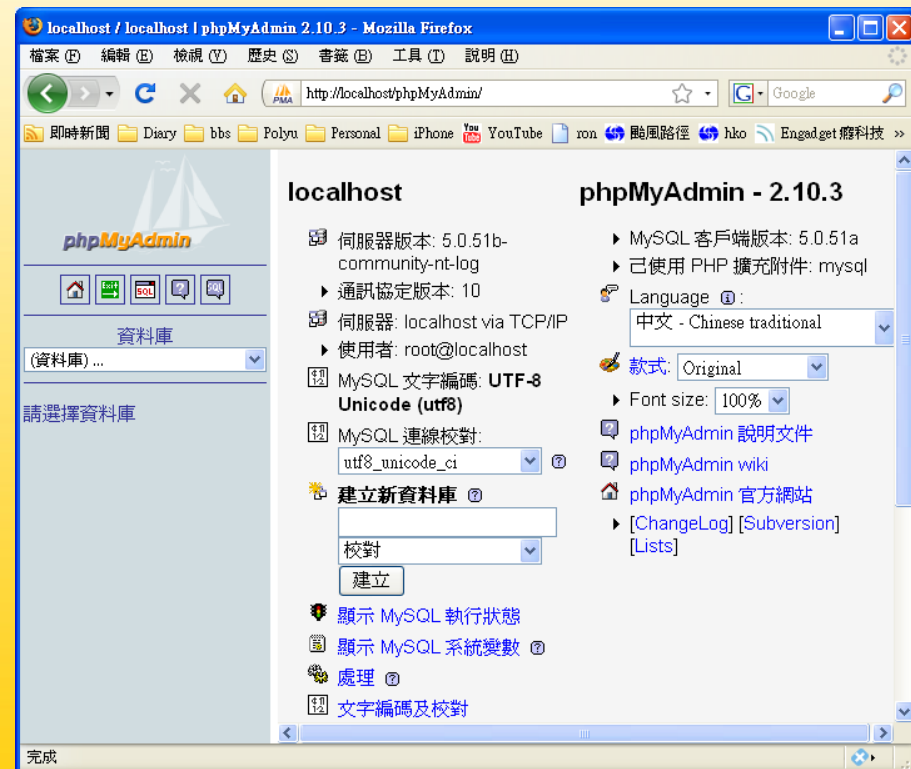 localhost / localhost | phpMyAdmin 2.10.3 - Mozilla Firefox
檔案 (F) 編輯 (E) 檢視 (V) 歷史 (S) 書籤 (B) 工具 (T) 說明 (H)
PMA http://localhost/phpMyAdmin/ G Google
即時新聞 Diary bbs Polyu Personal iPhone You Tube YouTube ron 颱風路徑 hko Engadget 癮科技 »
phpMyAdmin
Exit SQL ? SQL
資料庫
(資料庫) ...
請選擇資料庫
localhost
伺服器版本: 5.0.51b-
community-nt-log
通訊協定版本: 10
伺服器: localhost via TCP/IP
使用者: root@localhost
MySQL 文字編碼: UTF-8
Unicode (utf8)
MySQL 連線校對:
utf8_unicode_ci
建立新資料庫
校對
建立
顯示 MySQL 執行狀態
顯示 MySQL 系統變數
處理
文字編碼及校對
phpMyAdmin - 2.10.3
MySQL 客戶端版本: 5.0.51a
己使用 PHP 擴充附件: mysql
Language :
中文 - Chinese traditional
款式: Original
Font size: 100%
phpMyAdmin 說明文件
phpMyAdmin wiki
phpMyAdmin 官方網站
[ChangeLog] [Subversion]
[Lists]
完成